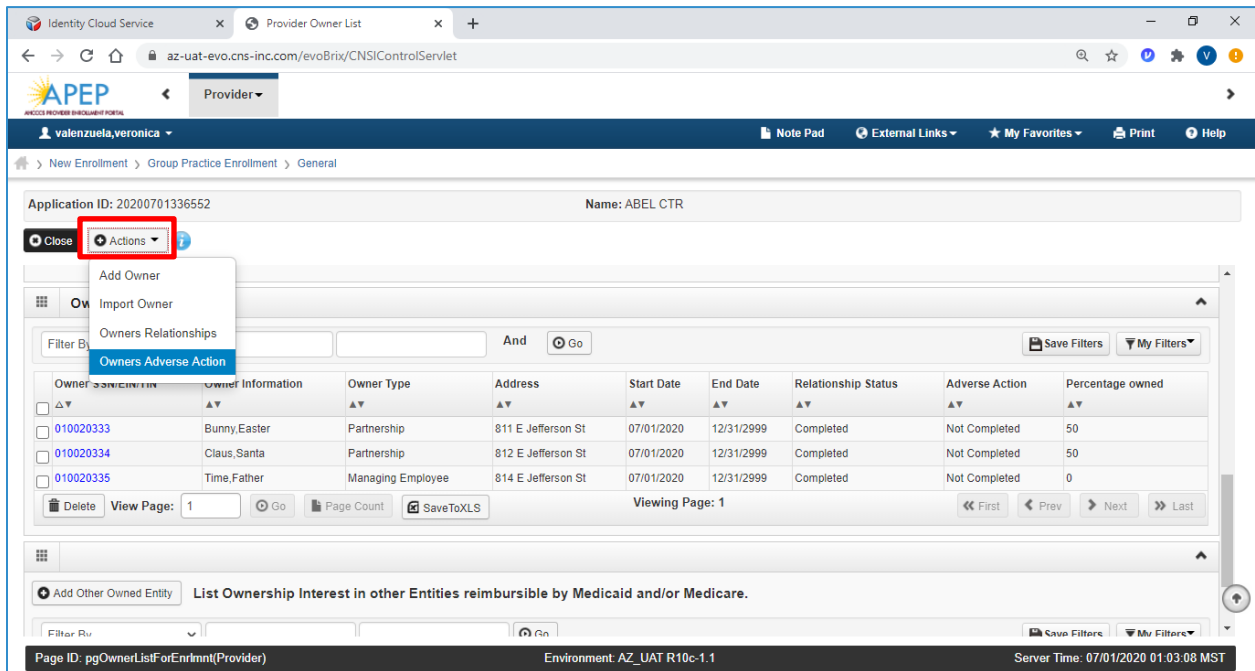 Identity Cloud Service × Provider Owner List × +
az-uat-evo.cns-inc.com/evoBrix/CNSIControlServlet V
APEP
AHCCCS PROVIDER ENROLLMENT PORTAL
Provider
valenzuela,veronica Note Pad External Links My Favorites Print Help
New Enrollment > Group Practice Enrollment > General
Application ID: 20200701336552 Name: ABEL CTR
Close Actions
Add Owner
Import Owner
Owners Relationships
Owners Adverse Action
Ow
Filter By And Go Save Filters My Filters
Owner SSN/EIN/TIN Owner Information Owner Type Address Start Date End Date Relationship Status Adverse Action Percentage owned
010020333 Bunny,Easter Partnership 811 E Jefferson St 07/01/2020 12/31/2999 Completed Not Completed 50
010020334 Claus,Santa Partnership 812 E Jefferson St 07/01/2020 12/31/2999 Completed Not Completed 50
010020335 Time,Father Managing Employee 814 E Jefferson St 07/01/2020 12/31/2999 Completed Not Completed 0
Delete View Page: 1 Go Page Count SaveToXLS Viewing Page: 1 First Prev Next Last
Add Other Owned Entity List Ownership Interest in other Entities reimbursible by Medicaid and/or Medicare.
Filter By Go Save Filters My Filters
Page ID: pgOwnerListForEnrlmnt(Provider) Environment: AZ_UAT R10c-1.1 Server Time: 07/01/2020 01:03:08 MST